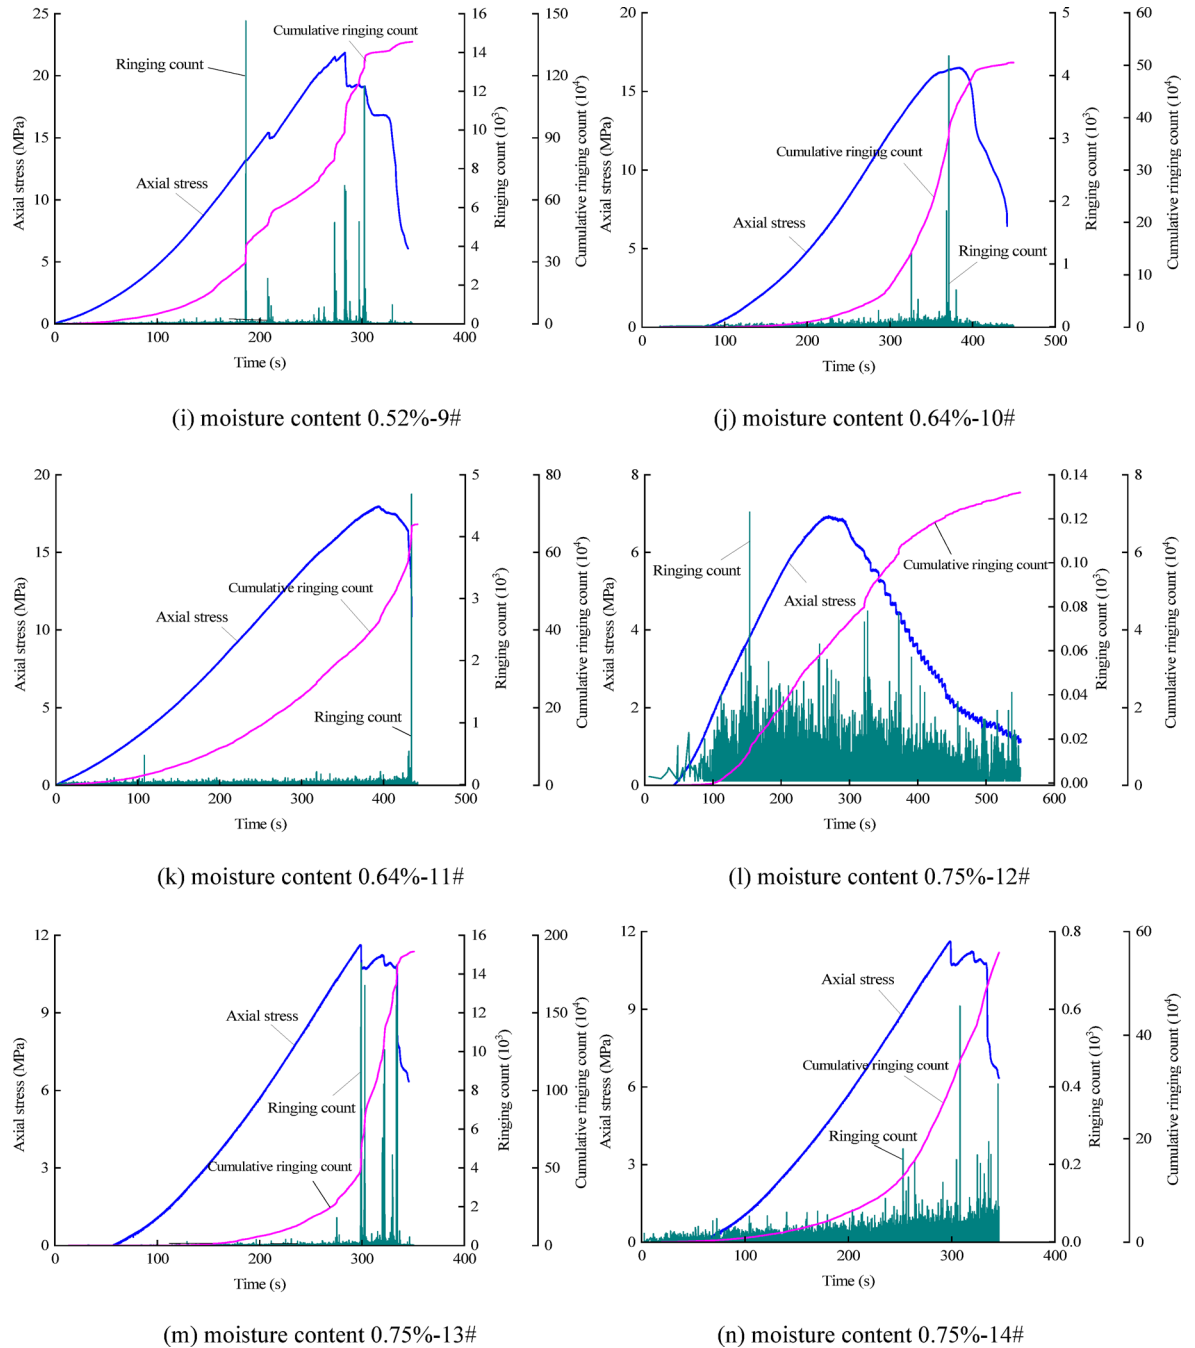 25
20
15
10
5
0
Axial stress (MPa)
16
14
12
10
8
6
4
2
0
Ringing count (10³)
150
120
90
60
30
0
Cumulative ringing count (10⁴)
Cumulative ringing count
Ringing count
Axial stress
0 100 200 300 400
Time (s)
(i) moisture content 0.52%-9#
20
15
10
5
0
Axial stress (MPa)
5
4
3
2
1
0
Ringing count (10³)
60
50
40
30
20
10
0
Cumulative ringing count (10⁴)
Cumulative ringing count
Axial stress
Ringing count
0 100 200 300 400 500
Time (s)
(j) moisture content 0.64%-10#
20
15
10
5
0
Axial stress (MPa)
5
4
3
2
1
0
Ringing count (10³)
80
60
40
20
0
Cumulative ringing count (10⁴)
Cumulative ringing count
Axial stress
Ringing count
0 100 200 300 400 500
Time (s)
(k) moisture content 0.64%-11#
8
6
4
2
0
Axial stress (MPa)
0.14
0.12
0.10
0.08
0.06
0.04
0.02
0.00
Ringing count (10³)
8
6
4
2
0
Cumulative ringing count (10⁴)
Ringing count
Cumulative ringing count
Axial stress
0 100 200 300 400 500 600
Time (s)
(l) moisture content 0.75%-12#
12
9
6
3
0
Axial stress (MPa)
16
14
12
10
8
6
4
2
0
Ringing count (10³)
200
150
100
50
0
Cumulative ringing count (10⁴)
Axial stress
Ringing count
Cumulative ringing count
0 100 200 300 400
Time (s)
(m) moisture content 0.75%-13#
12
9
6
3
0
Axial stress (MPa)
0.8
0.6
0.4
0.2
0.0
Ringing count (10³)
60
40
20
0
Cumulative ringing count (10⁴)
Axial stress
Cumulative ringing count
Ringing count
0 100 200 300 400
Time (s)
(n) moisture content 0.75%-14#